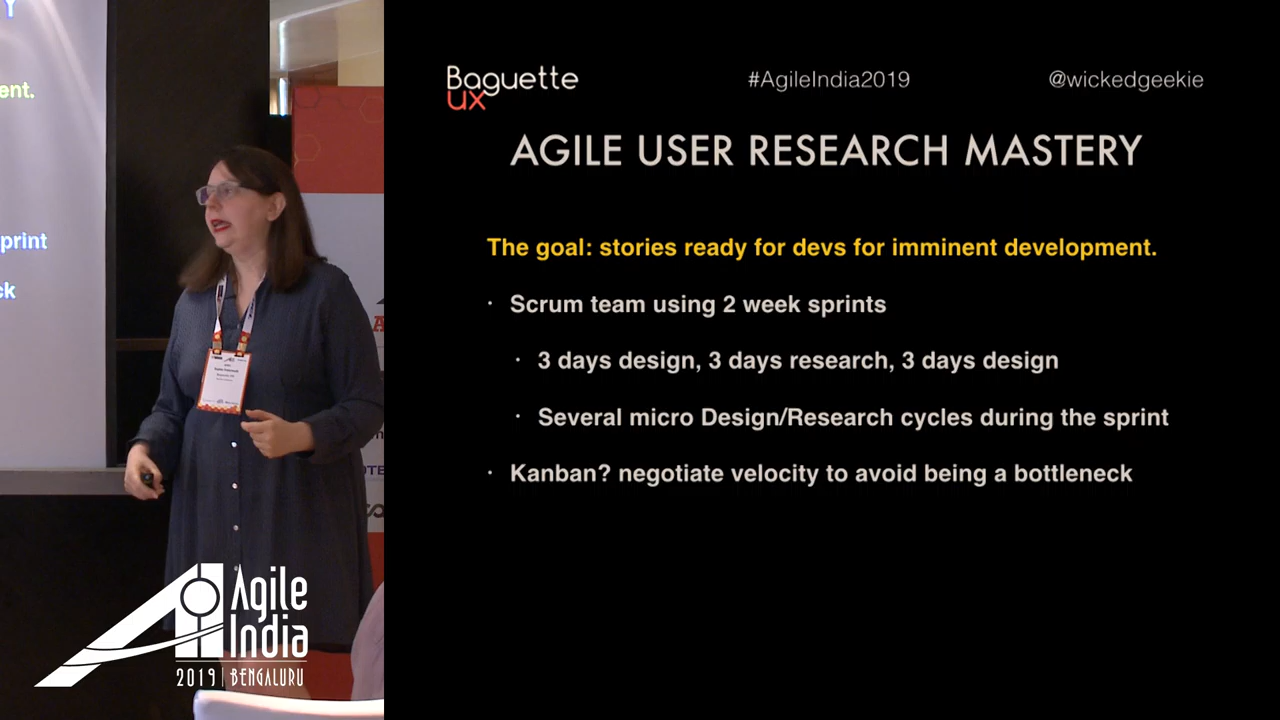 Y
ent.
print
ck
Agile
India
2019 | BENGALURU
Baguette
UX
#AgileIndia2019
@wickedgeekie
AGILE USER RESEARCH MASTERY
The goal: stories ready for devs for imminent development.
· Scrum team using 2 week sprints
· 3 days design, 3 days research, 3 days design
· Several micro Design/Research cycles during the sprint
· Kanban? negotiate velocity to avoid being a bottleneck